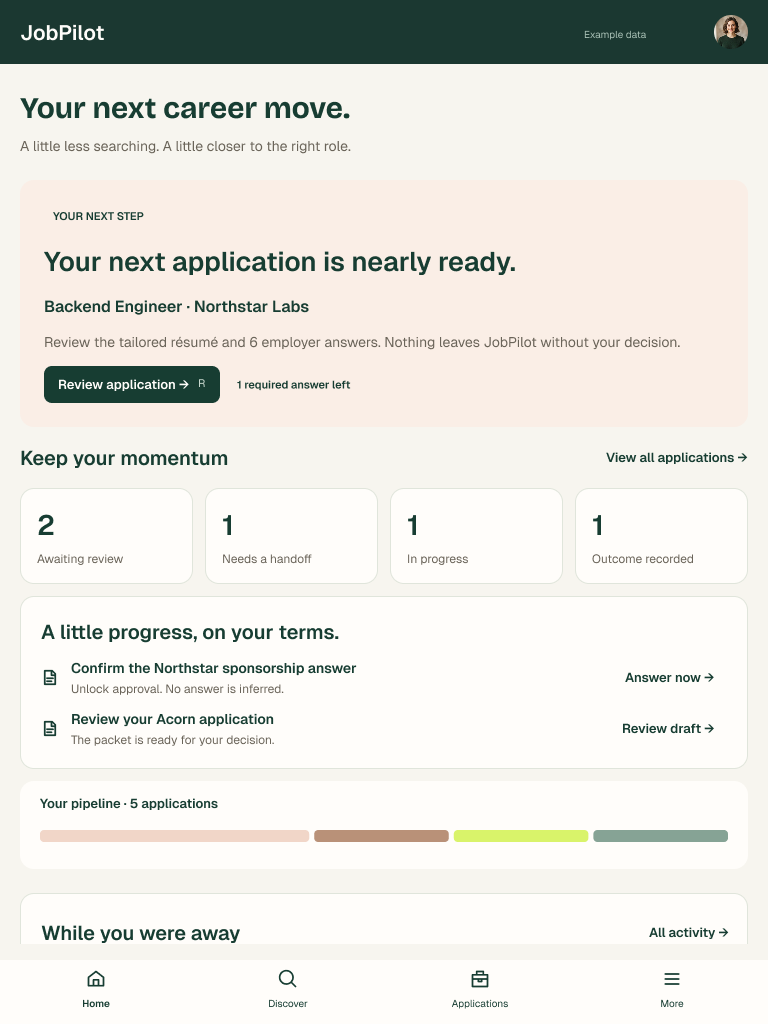 JobPilot
Example data
Your next career move.
A little less searching. A little closer to the right role.
YOUR NEXT STEP
Your next application is nearly ready.
Backend Engineer · Northstar Labs
Review the tailored résumé and 6 employer answers. Nothing leaves JobPilot without your decision.
Review application → R
1 required answer left
Keep your momentum
View all applications →
2
Awaiting review
1
Needs a handoff
1
In progress
1
Outcome recorded
A little progress, on your terms.
Confirm the Northstar sponsorship answer
Unlock approval. No answer is inferred.
Answer now →
Review your Acorn application
The packet is ready for your decision.
Review draft →
Your pipeline · 5 applications
While you were away
All activity →
Home
Discover
Applications
More